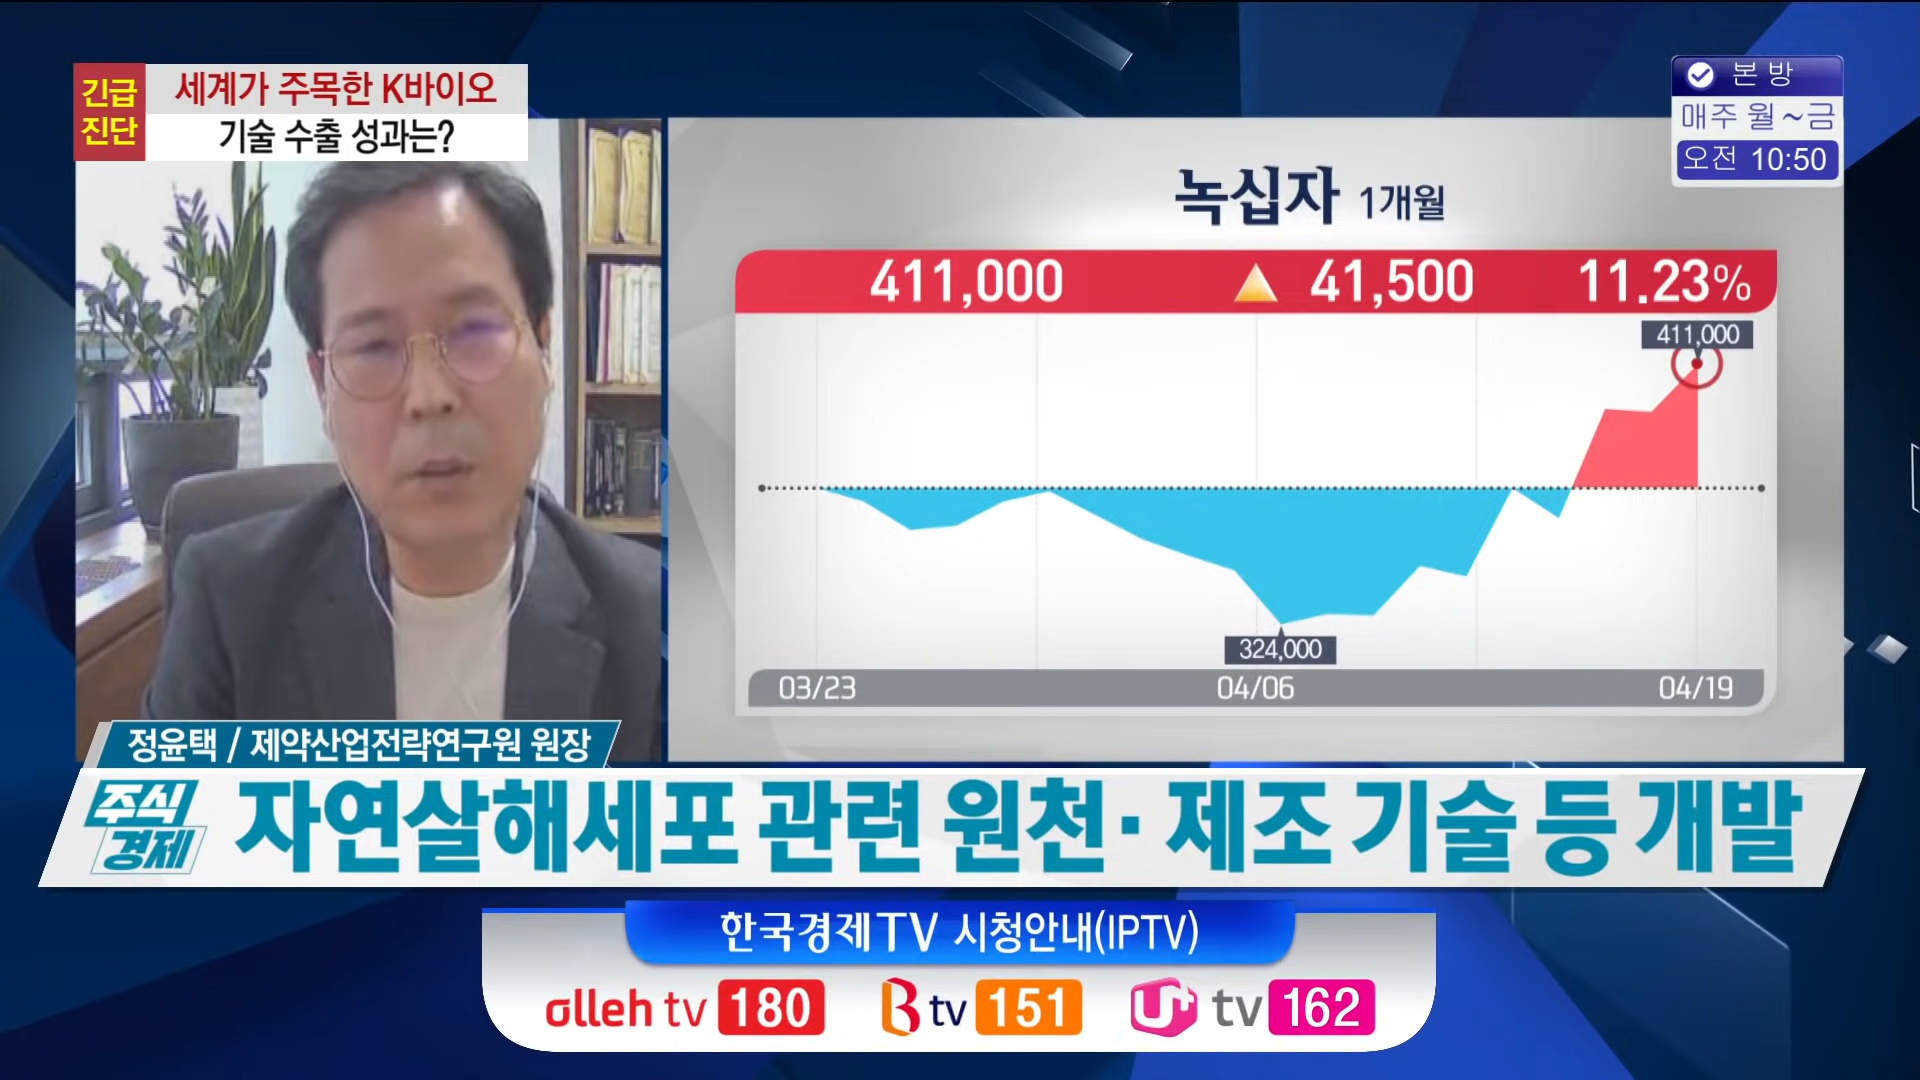 긴급
진단
세계가 주목한 K바이오
기술 수출 성과는?
본 방
매주 월~금
오전 10:50
녹십자 1개월
411,000 ▲ 41,500 11.23%
411,000
324,000
03/23 04/06 04/19
정윤택 / 제약산업전략연구원 원장
주식
경제
자연살해세포 관련 원천· 제조 기술 등 개발
한국경제TV 시청안내(IPTV)
olleh tv 180 B tv 151 U+ tv 162